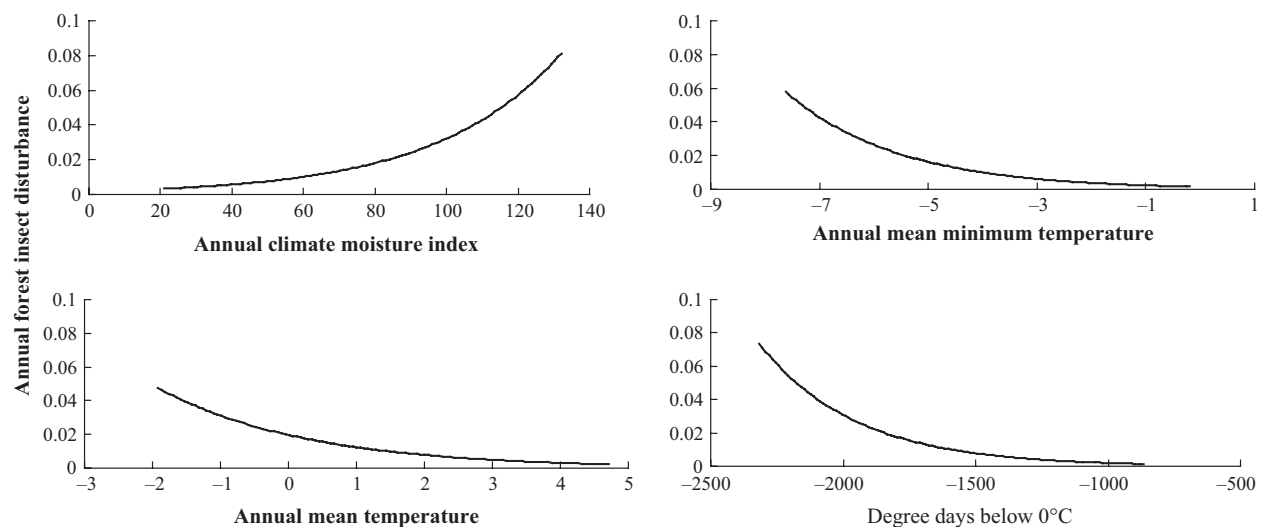 Annual forest insect disturbance
0.1
0.08
0.06
0.04
0.02
0
0 20 40 60 80 100 120 140
Annual climate moisture index
0.1
0.08
0.06
0.04
0.02
0
–9 –7 –5 –3 –1 1
Annual mean minimum temperature
0.1
0.08
0.06
0.04
0.02
0
–3 –2 –1 0 1 2 3 4 5
Annual mean temperature
0.1
0.08
0.06
0.04
0.02
0
–2500 –2000 –1500 –1000 –500
Degree days below 0°C